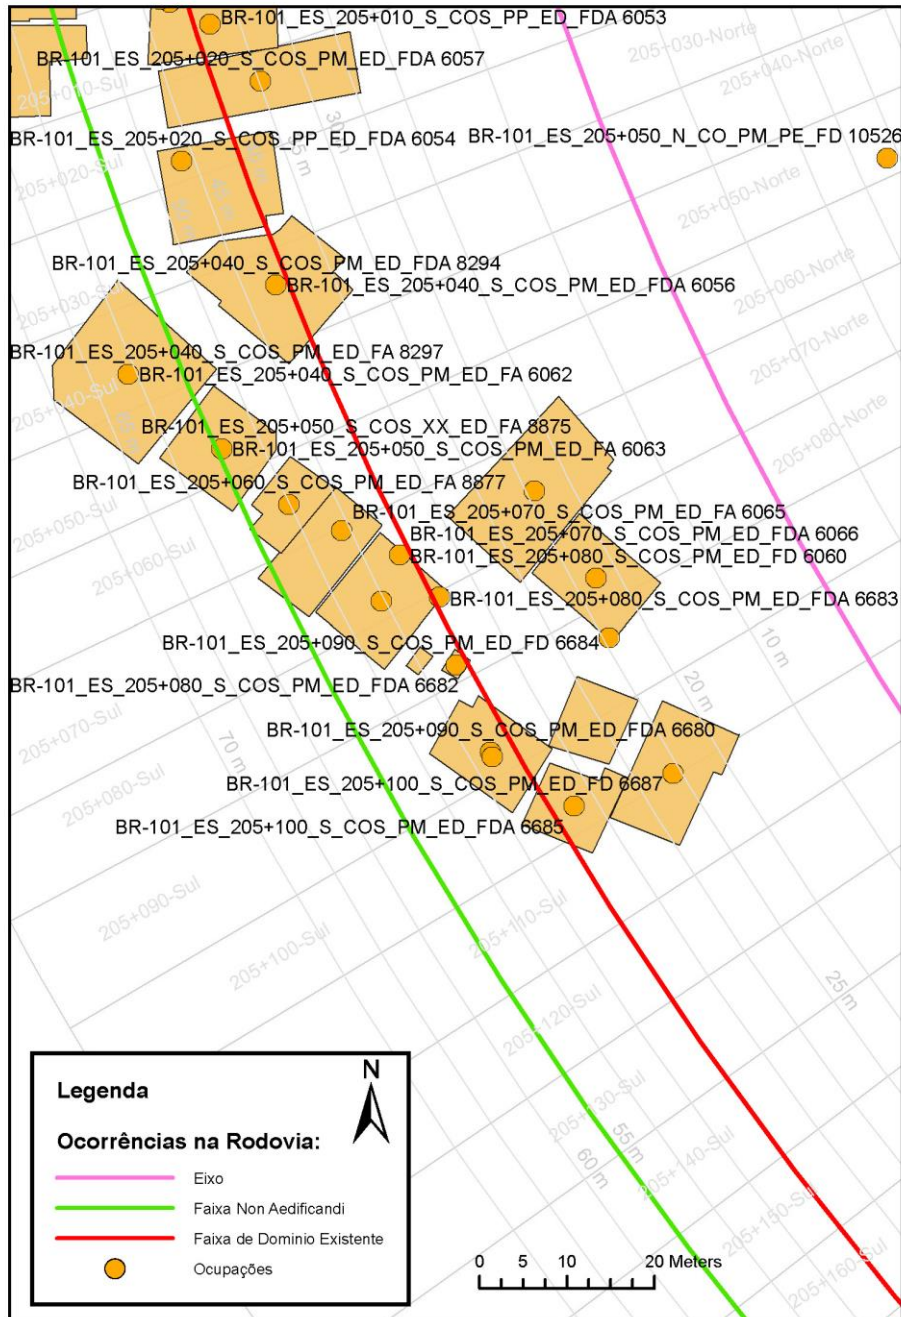 BR-101_ES_205+010_S_COS_PP_ED_FDA 6053
BR-101_ES_205+020_S_COS_PM_ED_FDA 6057
205+030-Norte
205+040-Norte
205+010-Sul
30 m
BR-101_ES_205+020_S_COS_PP_ED_FDA 6054
BR-101_ES_205+050_N_CO_PM_PE_FD 10526
205+020-Sul
205+050-Norte
BR-101_ES_205+040_S_COS_PM_ED_FDA 8294
205+060-Norte
BR-101_ES_205+040_S_COS_PM_ED_FDA 6056
205+030-Sul
205+070-Norte
BR-101_ES_205+040_S_COS_PM_ED_FA 8297
BR-101_ES_205+040_S_COS_PM_ED_FA 6062
205+040-Sul
205+080-Norte
BR-101_ES_205+050_S_COS_XX_ED_FA 8875
BR-101_ES_205+050_S_COS_PM_ED_FA 6063
BR-101_ES_205+060_S_COS_PM_ED_FA 8877
BR-101_ES_205+070_S_COS_PM_ED_FA 6065
205+050-Sul
BR-101_ES_205+070_S_COS_PM_ED_FDA 6066
BR-101_ES_205+080_S_COS_PM_ED_FD 6060
205+060-Sul
BR-101_ES_205+080_S_COS_PM_ED_FDA 6683
BR-101_ES_205+090_S_COS_PM_ED_FD 6684
10 m
BR-101_ES_205+080_S_COS_PM_ED_FDA 6682
20 m
205+070-Sul
BR-101_ES_205+090_S_COS_PM_ED_FDA 6680
70 m
BR-101_ES_205+100_S_COS_PM_ED_FD 6687
205+080-Sul
BR-101_ES_205+100_S_COS_PM_ED_FDA 6685
205+090-Sul
205+100-Sul
205+110-Sul
25 m
205+120-Sul
205+130-Sul
55 m
60 m
205+140-Sul
205+150-Sul
205+160-Sul
N
Legenda
Ocorrências na Rodovia:
Eixo
Faixa Non Aedificandi
Faixa de Dominio Existente
Ocupações
0 5 10 20 Meters